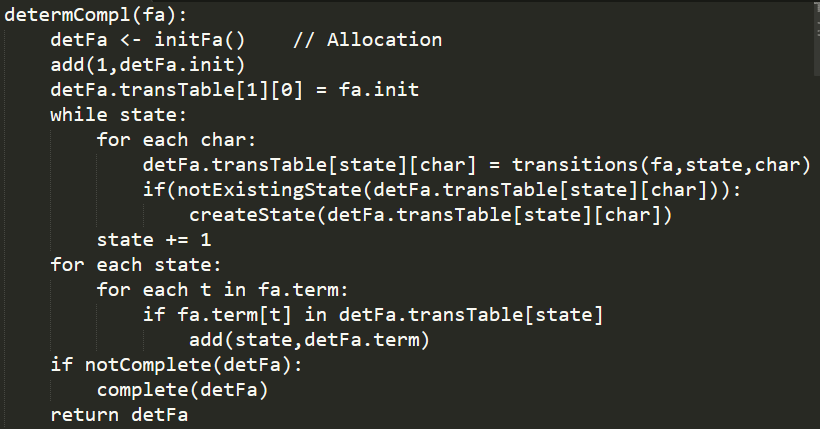 determCompl(fa):
    detFa <- initFa()    // Allocation
    add(1,detFa.init)
    detFa.transTable[1][0] = fa.init
    while state:
        for each char:
            detFa.transTable[state][char] = transitions(fa,state,char)
            if(notExistingState(detFa.transTable[state][char])):
                createState(detFa.transTable[state][char])
        state += 1
    for each state:
        for each t in fa.term:
            if fa.term[t] in detFa.transTable[state]
                add(state,detFa.term)
    if notComplete(detFa):
        complete(detFa)
    return detFa